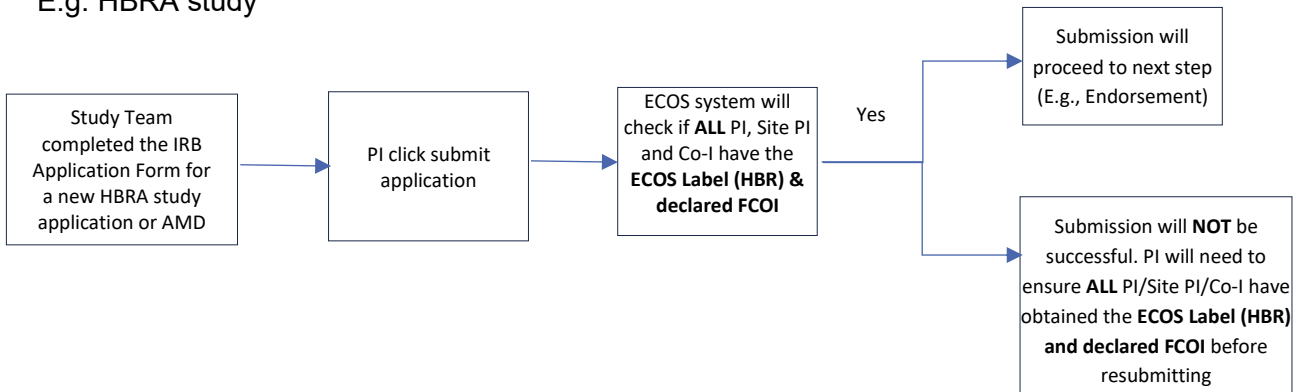 E.g. HBRA study
Study Team
completed the IRB
Application Form for
a new HBRA study
application or AMD
PI click submit
application
ECOS system will
check if ALL PI, Site PI
and Co-I have the
ECOS Label (HBR) &
declared FCOI
Yes
Submission will
proceed to next step
(E.g., Endorsement)
Submission will NOT be
successful. PI will need to
ensure ALL PI/Site PI/Co-I have
obtained the ECOS Label (HBR)
and declared FCOI before
resubmitting